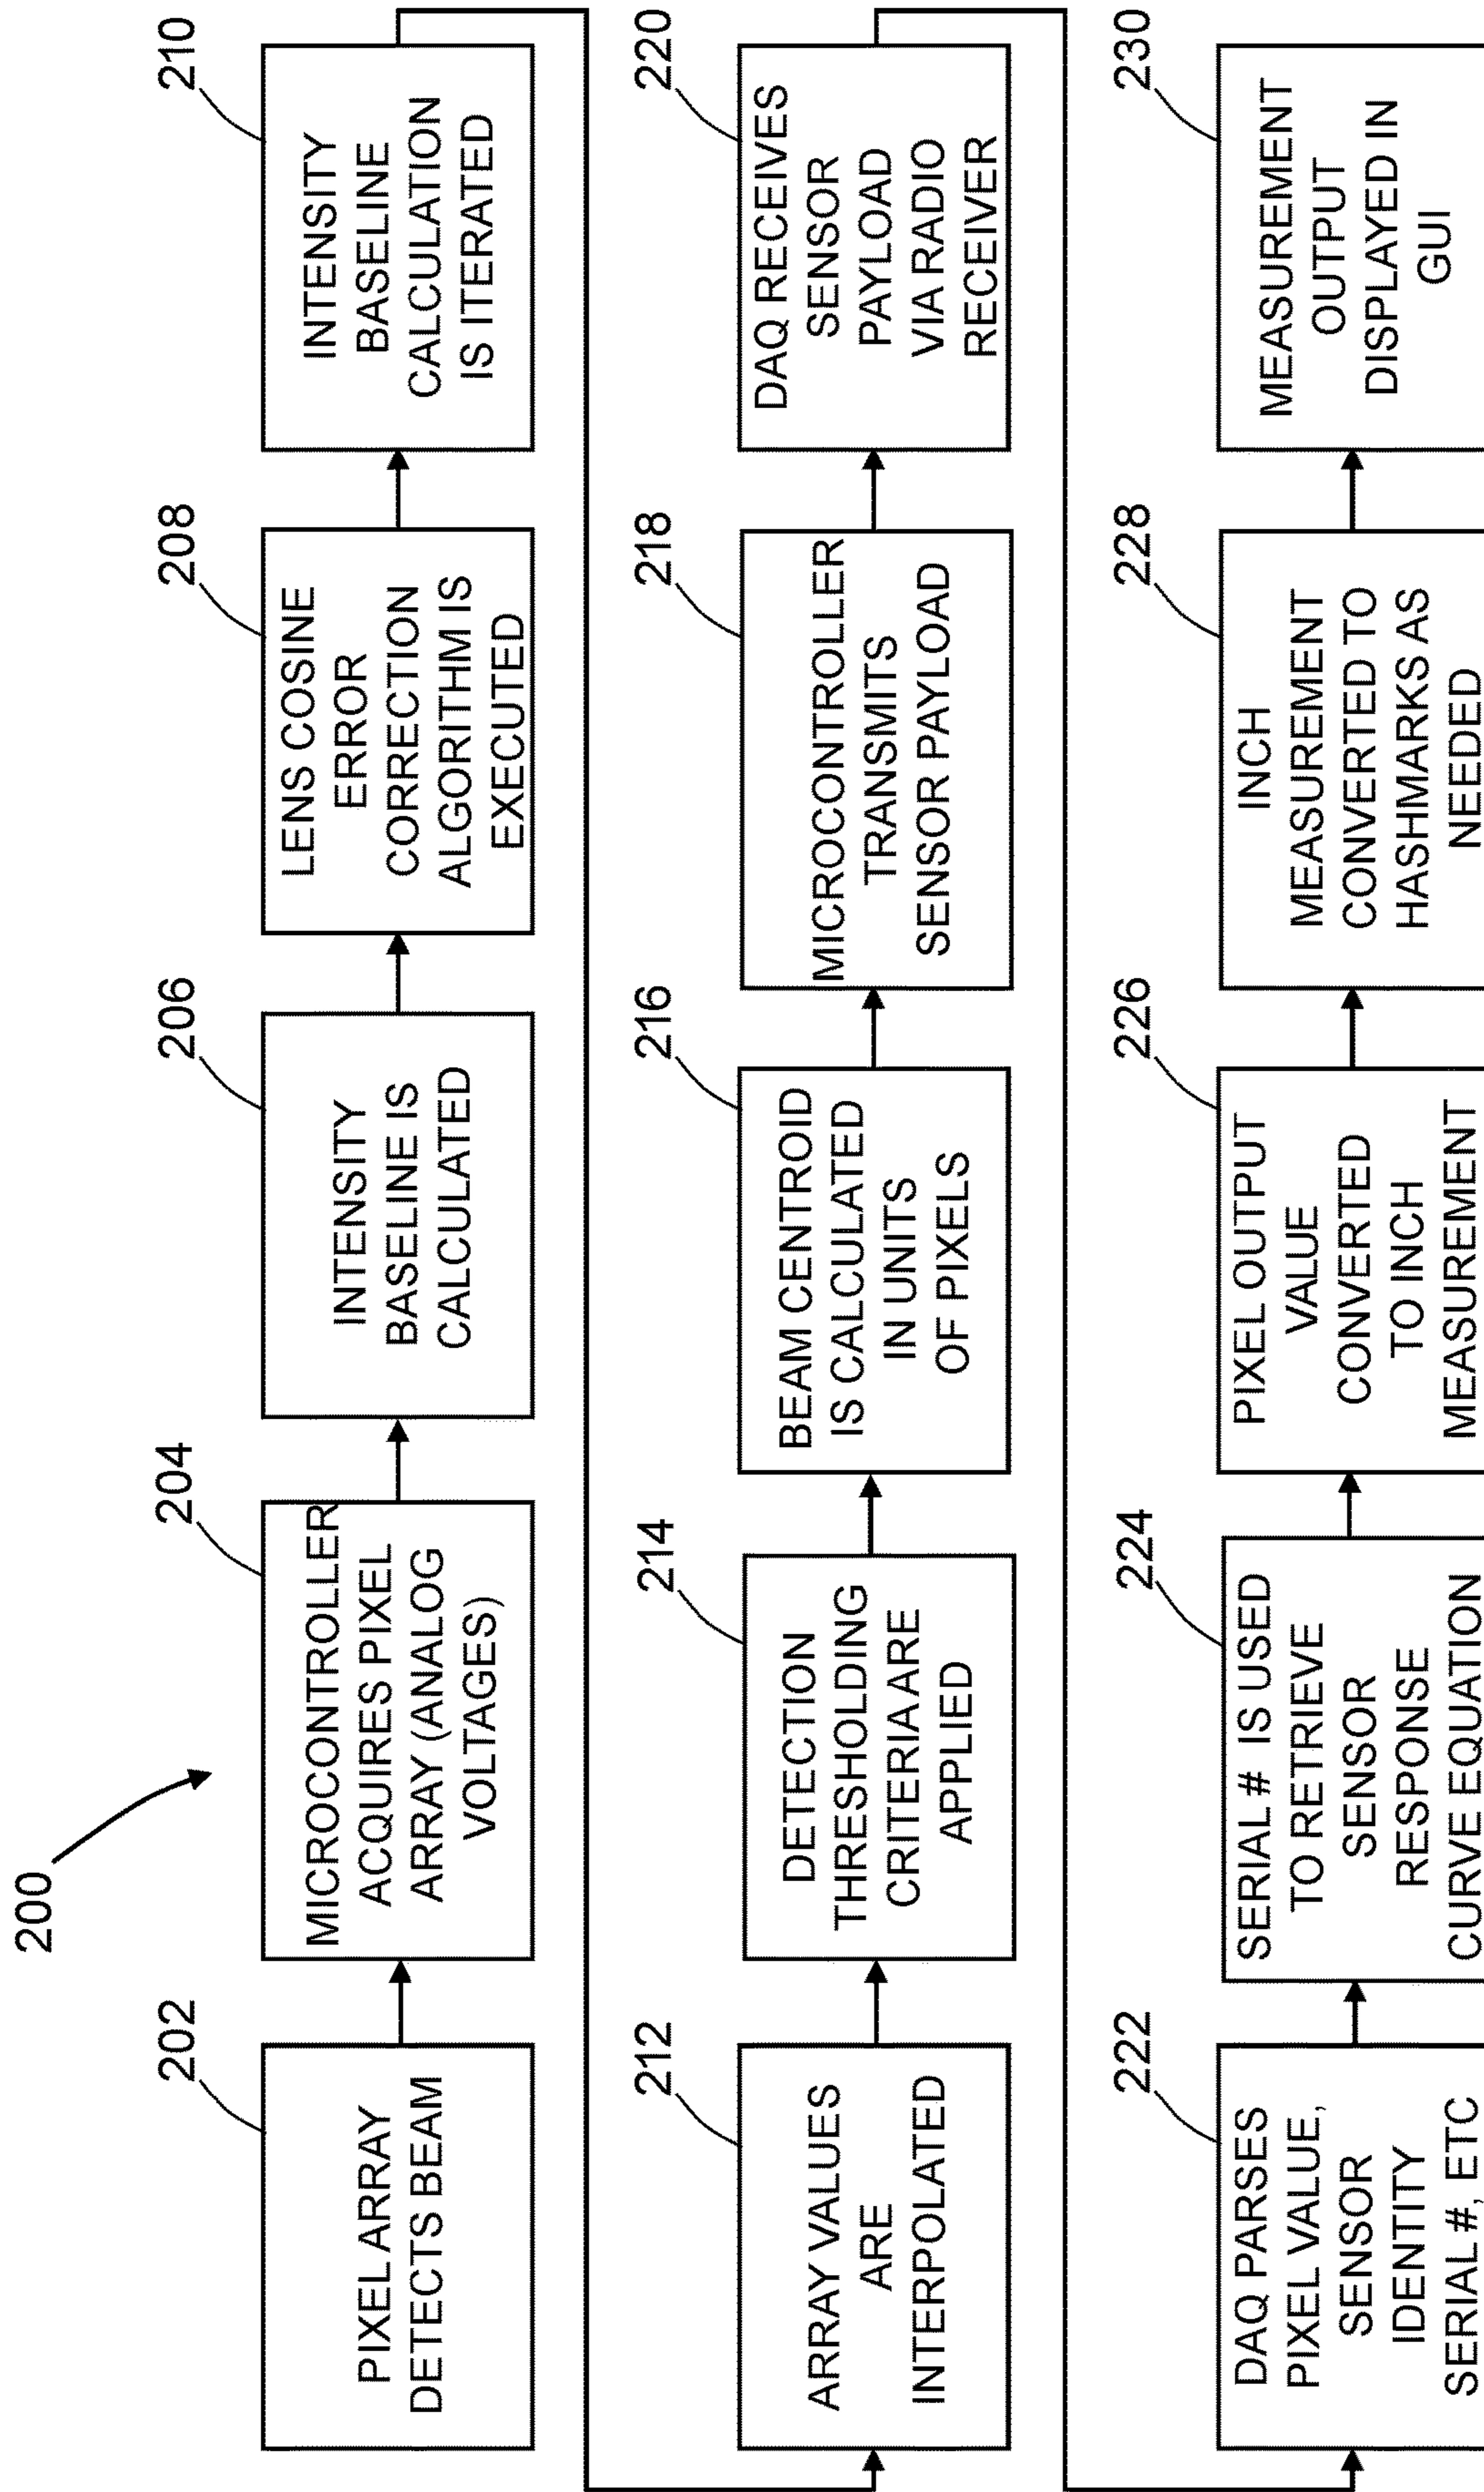 200
202
PIXEL ARRAY
DETECTS BEAM
204
MICROCONTROLLER
ACQUIRES PIXEL
ARRAY (ANALOG
VOLTAGES)
206
INTENSITY
BASELINE IS
CALCULATED
208
LENS COSINE
ERROR
CORRECTION
ALGORITHM IS
EXECUTED
210
INTENSITY
BASELINE
CALCULATION
IS ITERATED
212
ARRAY VALUES
ARE
INTERPOLATED
214
DETECTION
THRESHOLDING
CRITERIA ARE
APPLIED
216
BEAM CENTROID
IS CALCULATED
IN UNITS
OF PIXELS
218
MICROCONTROLLER
TRANSMITS
SENSOR PAYLOAD
220
DAQ RECEIVES
SENSOR
PAYLOAD
VIA RADIO
RECEIVER
222
DAQ PARSES
PIXEL VALUE,
SENSOR
IDENTITY
SERIAL #, ETC
224
SERIAL # IS USED
TO RETRIEVE
SENSOR
RESPONSE
CURVE EQUATION
226
PIXEL OUTPUT
VALUE
CONVERTED
TO INCH
MEASUREMENT
228
INCH
MEASUREMENT
CONVERTED TO
HASHMARKS AS
NEEDED
230
MEASUREMENT
OUTPUT
DISPLAYED IN
GUI